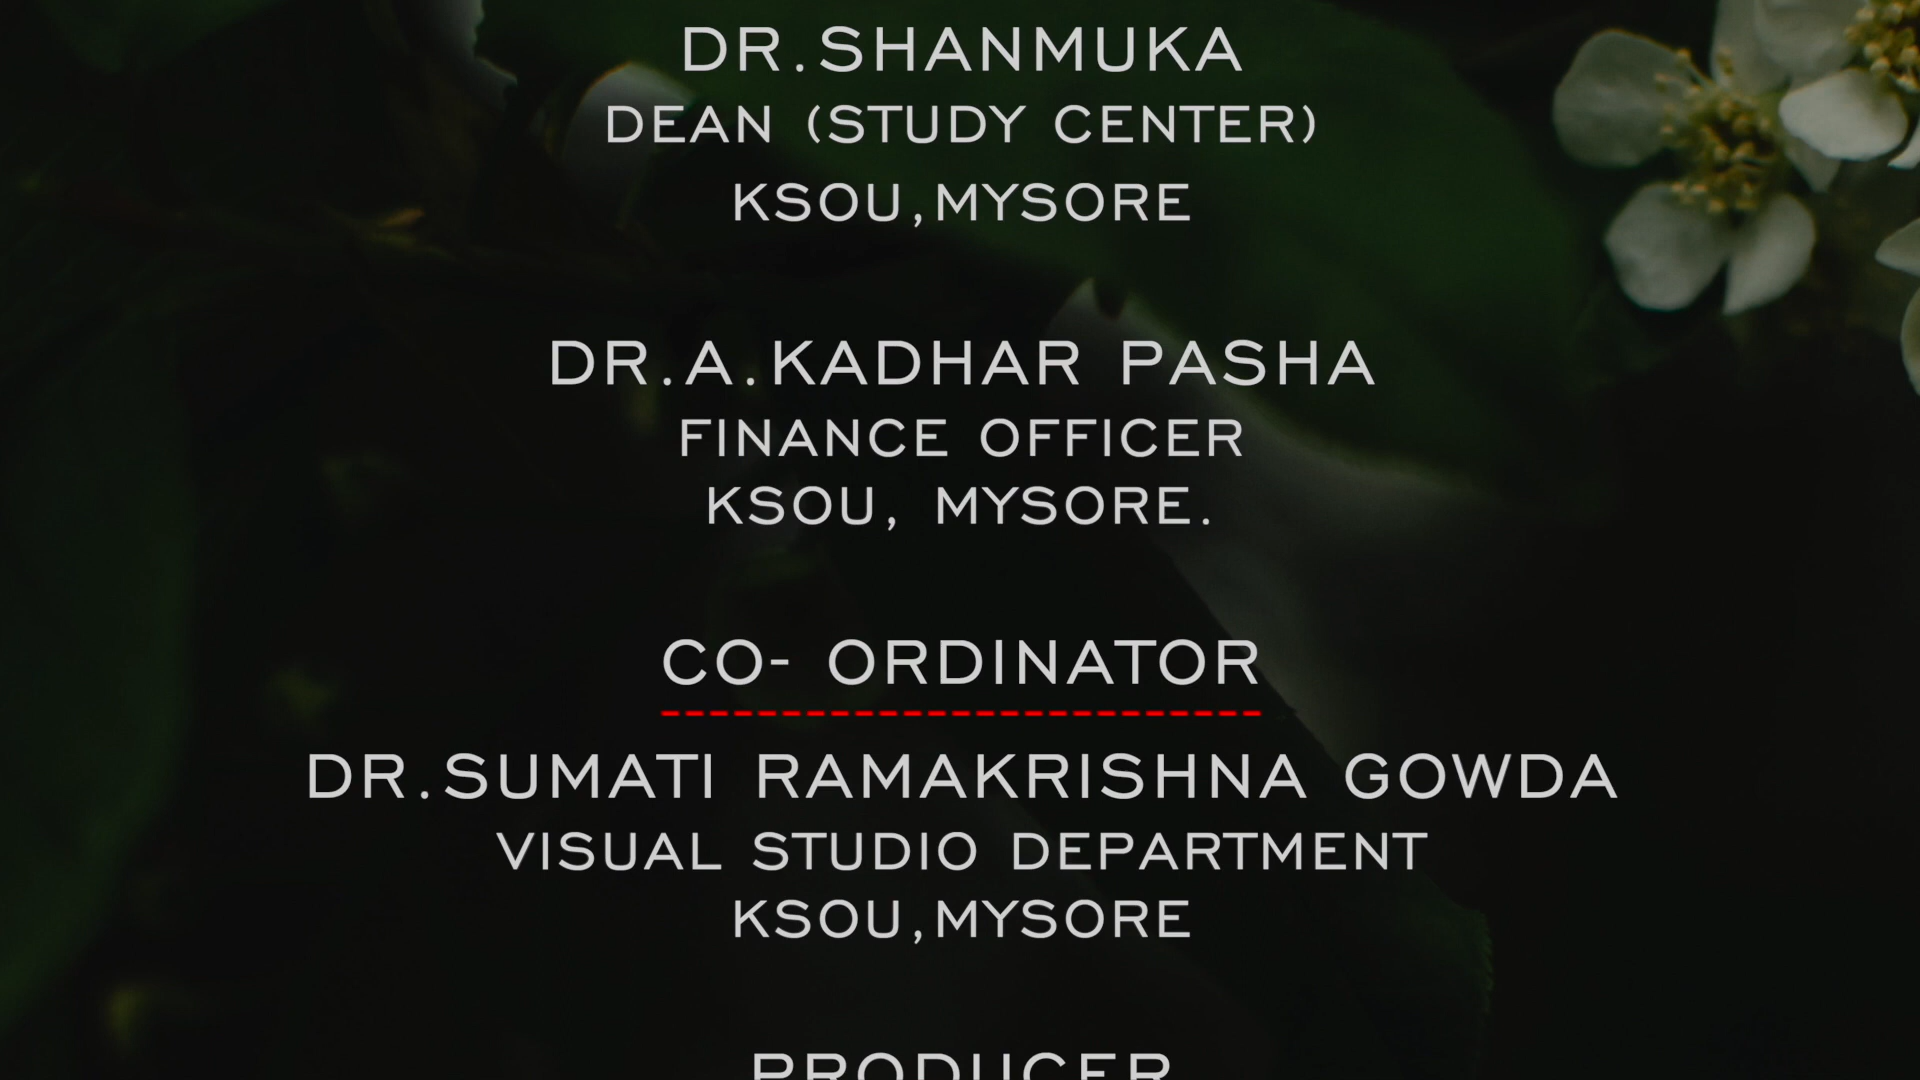 DR.SHANMUKA
DEAN (STUDY CENTER)
KSOU,MYSORE
DR.A.KADHAR PASHA
FINANCE OFFICER
KSOU, MYSORE.
CO- ORDINATOR
DR.SUMATI RAMAKRISHNA GOWDA
VISUAL STUDIO DEPARTMENT
KSOU,MYSORE
PRODUCER